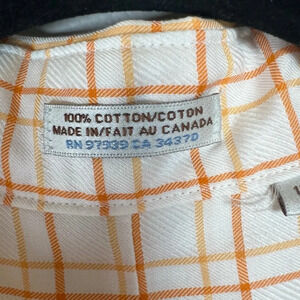 100% COTTON/COTON
MADE IN/FAIT AU CANADA
RN 97939 CA 34370